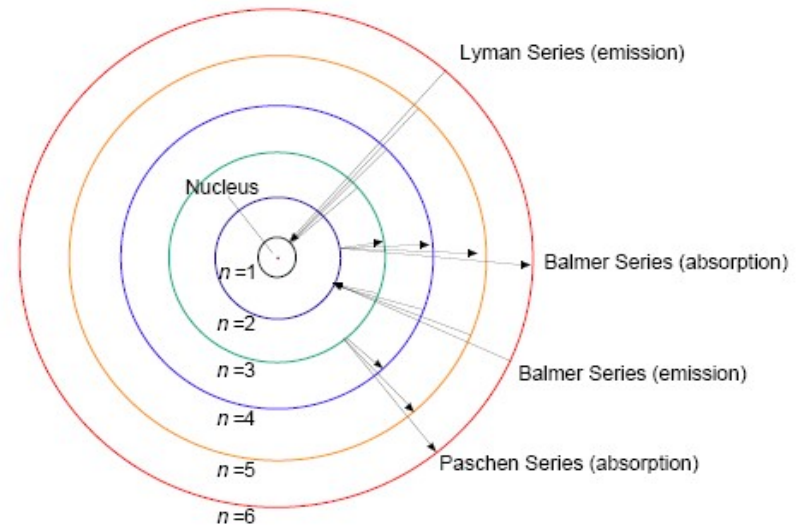 Lyman Series (emission)
Nucleus
Balmer Series (absorption)
n =1
n =2
n =3
Balmer Series (emission)
n =4
Paschen Series (absorption)
n =5
n =6